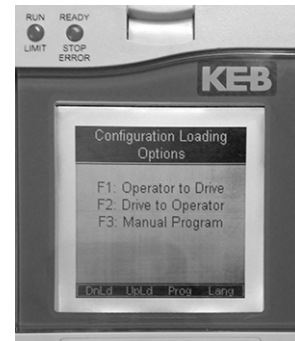 RUN READY
LIMIT STOP
ERROR
KEB
Configuration Loading
Options
F1: Operator to Drive
F2: Drive to Operator
F3: Manual Program
DnLd UpLd Prog Lang